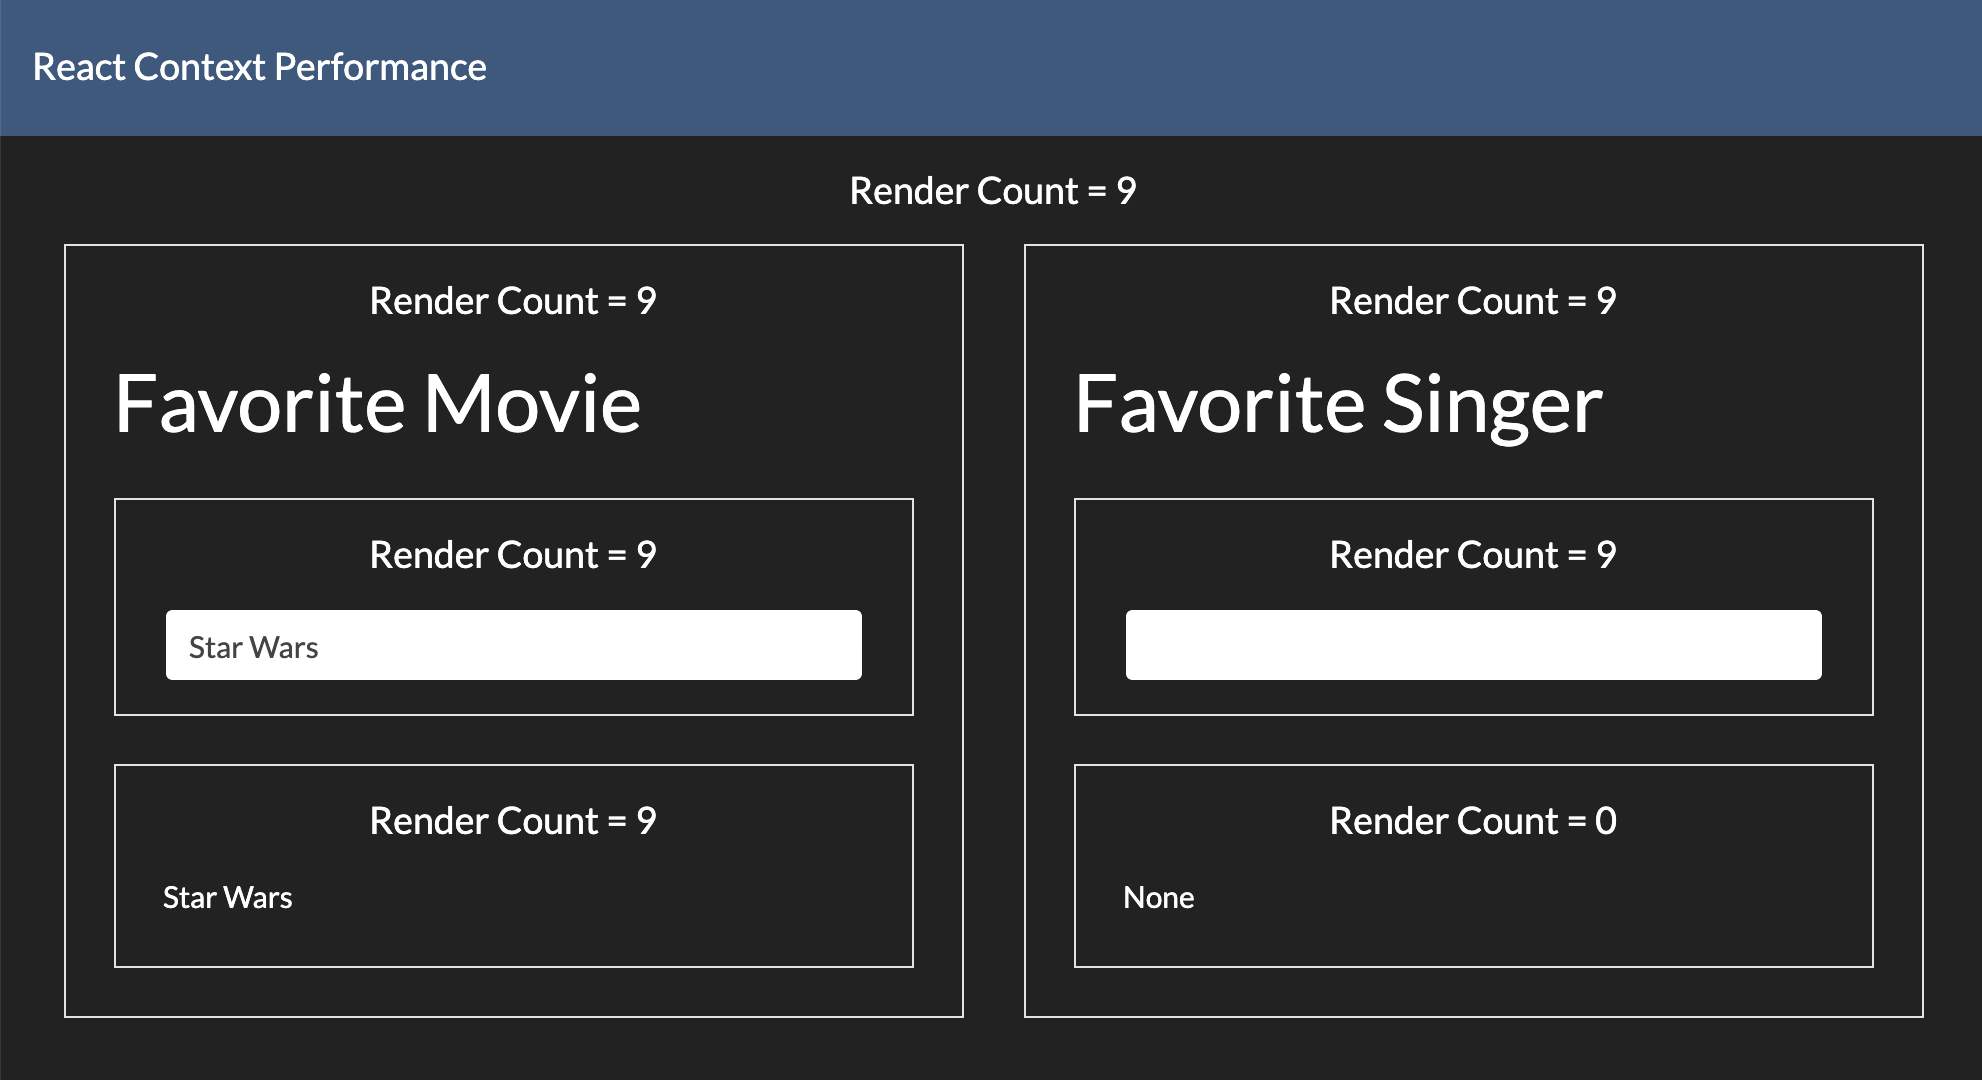 React Context Performance
Render Count = 9
Render Count = 9
Favorite Movie
Render Count = 9
Star Wars
Render Count = 9
Star Wars
Render Count = 9
Favorite Singer
Render Count = 9
Render Count = 0
None